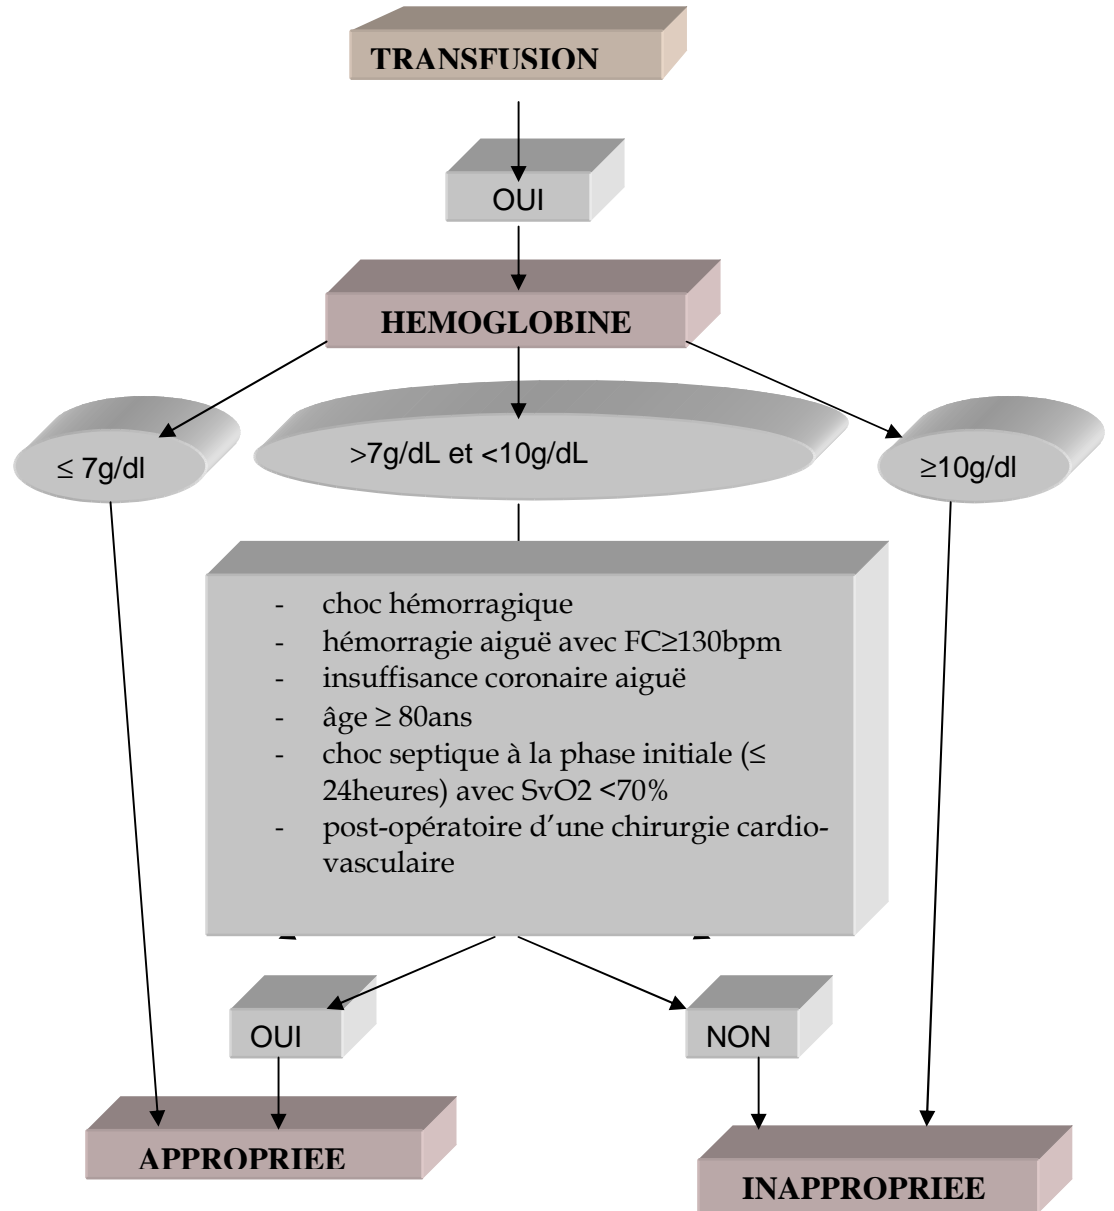 TRANSFUSION
OUI
HEMOGLOBINE
≤ 7g/dl
>7g/dL et <10g/dL
≥10g/dl
- choc hémorragique
- hémorragie aiguë avec FC≥130bpm
- insuffisance coronaire aiguë
- âge ≥ 80ans
- choc septique à la phase initiale (≤
24heures) avec SvO2 <70%
- post-opératoire d’une chirurgie cardio-
vasculaire
OUI
NON
APPROPRIEE
INAPPROPRIEE